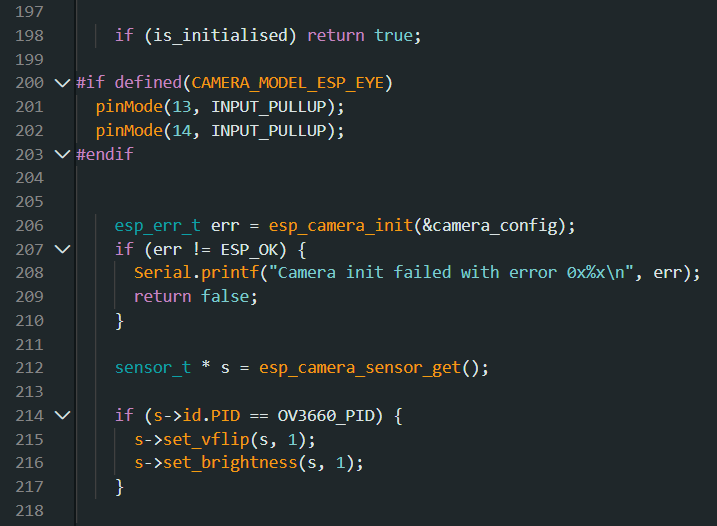 197
198 if (is_initialised) return true;
199
200 #if defined(CAMERA_MODEL_ESP_EYE)
201 pinMode(13, INPUT_PULLUP);
202 pinMode(14, INPUT_PULLUP);
203 #endif
204
205
206 esp_err_t err = esp_camera_init(&camera_config);
207 if (err != ESP_OK) {
208 Serial.printf("Camera init failed with error 0x%x\n", err);
209 return false;
210 }
211
212 sensor_t * s = esp_camera_sensor_get();
213
214 if (s->id.PID == OV3660_PID) {
215 s->set_vflip(s, 1);
216 s->set_brightness(s, 1);
217 }
218